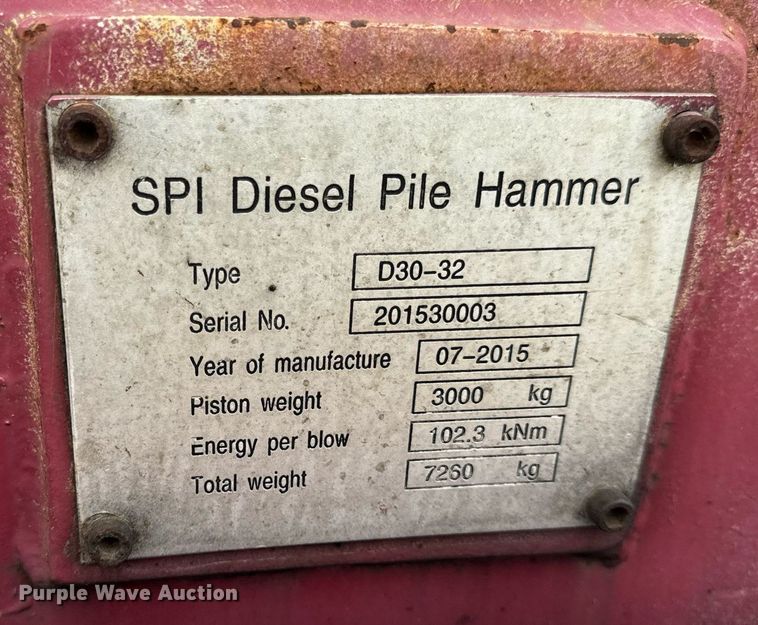 SPI Diesel Pile Hammer
Type D30-32
Serial No. 201530003
Year of manufacture 07-2015
Piston weight 3000 kg
Energy per blow 102.3 kNm
Total weight 7260 kg
Purple Wave Auction